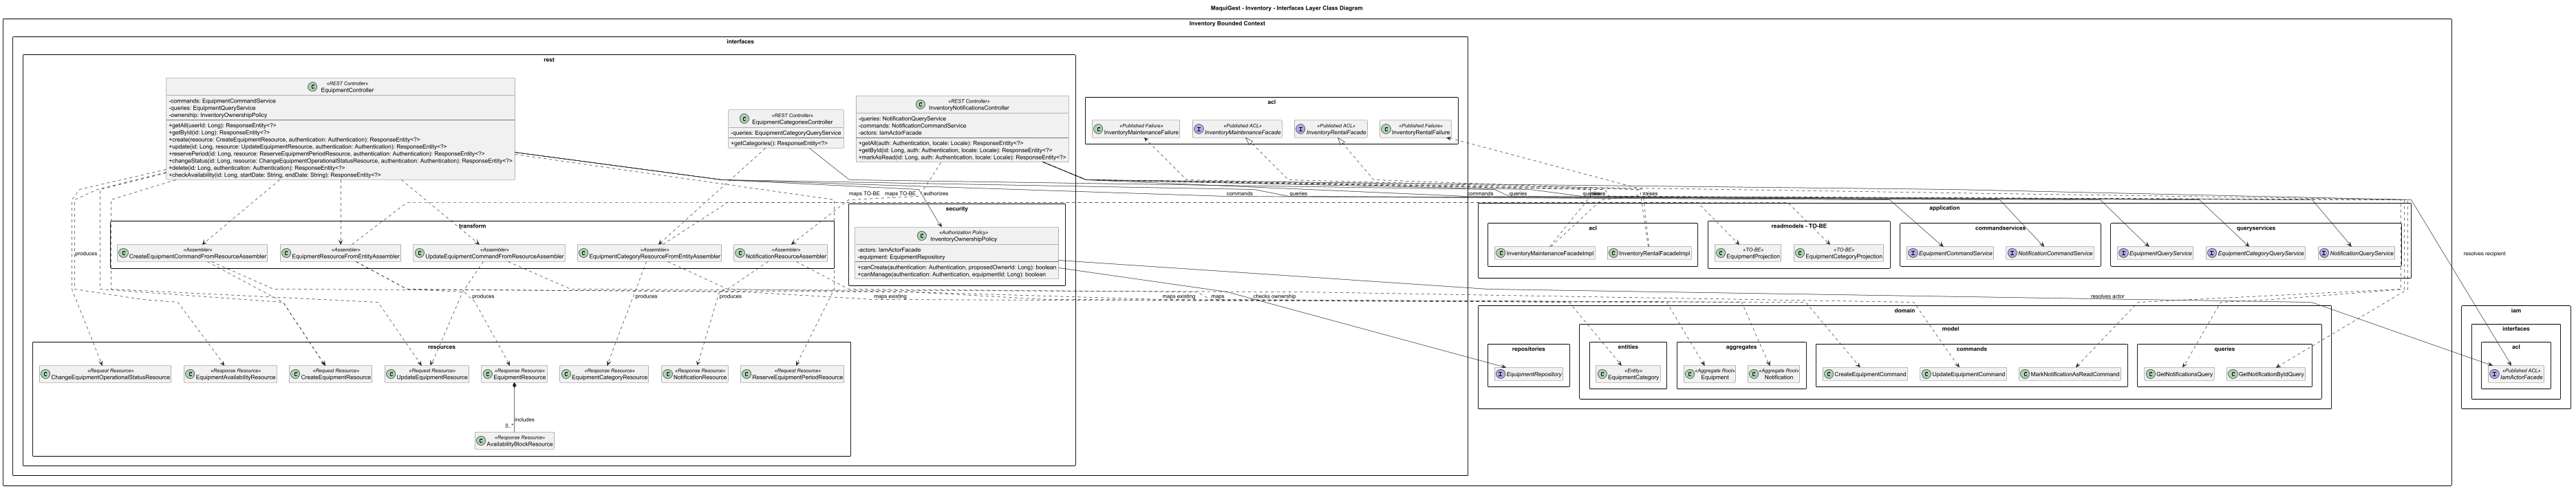 MaquiGest - Inventory - Interfaces Layer Class Diagram
Inventory Bounded Context
interfaces
rest
«REST Controller»
EquipmentController
-commands: EquipmentCommandService
-queries: EquipmentQueryService
-ownership: InventoryOwnershipPolicy
+getAll(userId: Long): ResponseEntity<?>
+getById(id: Long): ResponseEntity<?>
+create(resource: CreateEquipmentResource, authentication: Authentication): ResponseEntity<?>
+update(id: Long, resource: UpdateEquipmentResource, authentication: Authentication): ResponseEntity<?>
+reservePeriod(id: Long, resource: ReserveEquipmentPeriodResource, authentication: Authentication): ResponseEntity<?>
+changeStatus(id: Long, resource: ChangeEquipmentOperationalStatusResource, authentication: Authentication): ResponseEntity<?>
+delete(id: Long, authentication: Authentication): ResponseEntity<?>
+checkAvailability(id: Long, startDate: String, endDate: String): ResponseEntity<?>
«REST Controller»
EquipmentCategoriesController
-queries: EquipmentCategoryQueryService
+getCategories(): ResponseEntity<?>
«REST Controller»
InventoryNotificationsController
-queries: NotificationQueryService
-commands: NotificationCommandService
-actors: IamActorFacade
+getAll(auth: Authentication, locale: Locale): ResponseEntity<?>
+getById(id: Long, auth: Authentication, locale: Locale): ResponseEntity<?>
+markAsRead(id: Long, auth: Authentication, locale: Locale): ResponseEntity<?>
acl
«Published Failure»
InventoryMaintenanceFailure
«Published ACL»
InventoryMaintenanceFacade
«Published ACL»
InventoryRentalFacade
«Published Failure»
InventoryRentalFailure
maps TO-BE
maps TO-BE
authorizes
commands
queries
commands
queries
queries
raises
security
«Authorization Policy»
InventoryOwnershipPolicy
-actors: IamActorFacade
-equipment: EquipmentRepository
+canCreate(authentication: Authentication, proposedOwnerId: Long): boolean
+canManage(authentication: Authentication, equipmentId: Long): boolean
transform
«Assembler»
CreateEquipmentCommandFromResourceAssembler
«Assembler»
EquipmentResourceFromEntityAssembler
«Assembler»
UpdateEquipmentCommandFromResourceAssembler
«Assembler»
EquipmentCategoryResourceFromEntityAssembler
«Assembler»
NotificationResourceAssembler
application
acl
InventoryMaintenanceFacadeImpl
InventoryRentalFacadeImpl
readmodels - TO-BE
«TO-BE»
EquipmentProjection
«TO-BE»
EquipmentCategoryProjection
commandservices
EquipmentCommandService
NotificationCommandService
queryservices
EquipmentQueryService
EquipmentCategoryQueryService
NotificationQueryService
produces
resolves recipient
produces
produces
produces
maps existing
maps existing
maps
checks ownership
resolves actor
resources
«Request Resource»
ChangeEquipmentOperationalStatusResource
«Response Resource»
EquipmentAvailabilityResource
«Request Resource»
CreateEquipmentResource
«Request Resource»
UpdateEquipmentResource
«Response Resource»
EquipmentResource
«Response Resource»
EquipmentCategoryResource
«Response Resource»
NotificationResource
«Request Resource»
ReserveEquipmentPeriodResource
includes
0..*
«Response Resource»
AvailabilityBlockResource
domain
repositories
EquipmentRepository
model
entities
«Entity»
EquipmentCategory
aggregates
«Aggregate Root»
Equipment
«Aggregate Root»
Notification
commands
CreateEquipmentCommand
UpdateEquipmentCommand
MarkNotificationAsReadCommand
queries
GetNotificationsQuery
GetNotificationByIdQuery
iam
interfaces
acl
«Published ACL»
IamActorFacade